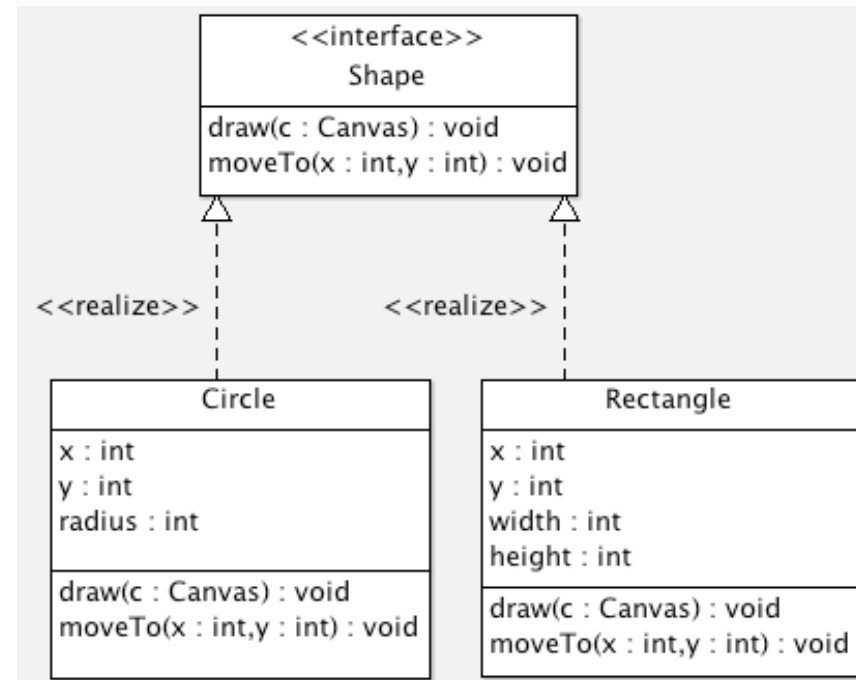 <<interface>>
Shape
draw(c : Canvas) : void
moveTo(x : int,y : int) : void
<<realize>>
<<realize>>
Circle
x : int
y : int
radius : int
draw(c : Canvas) : void
moveTo(x : int,y : int) : void
Rectangle
x : int
y : int
width : int
height : int
draw(c : Canvas) : void
moveTo(x : int,y : int) : void